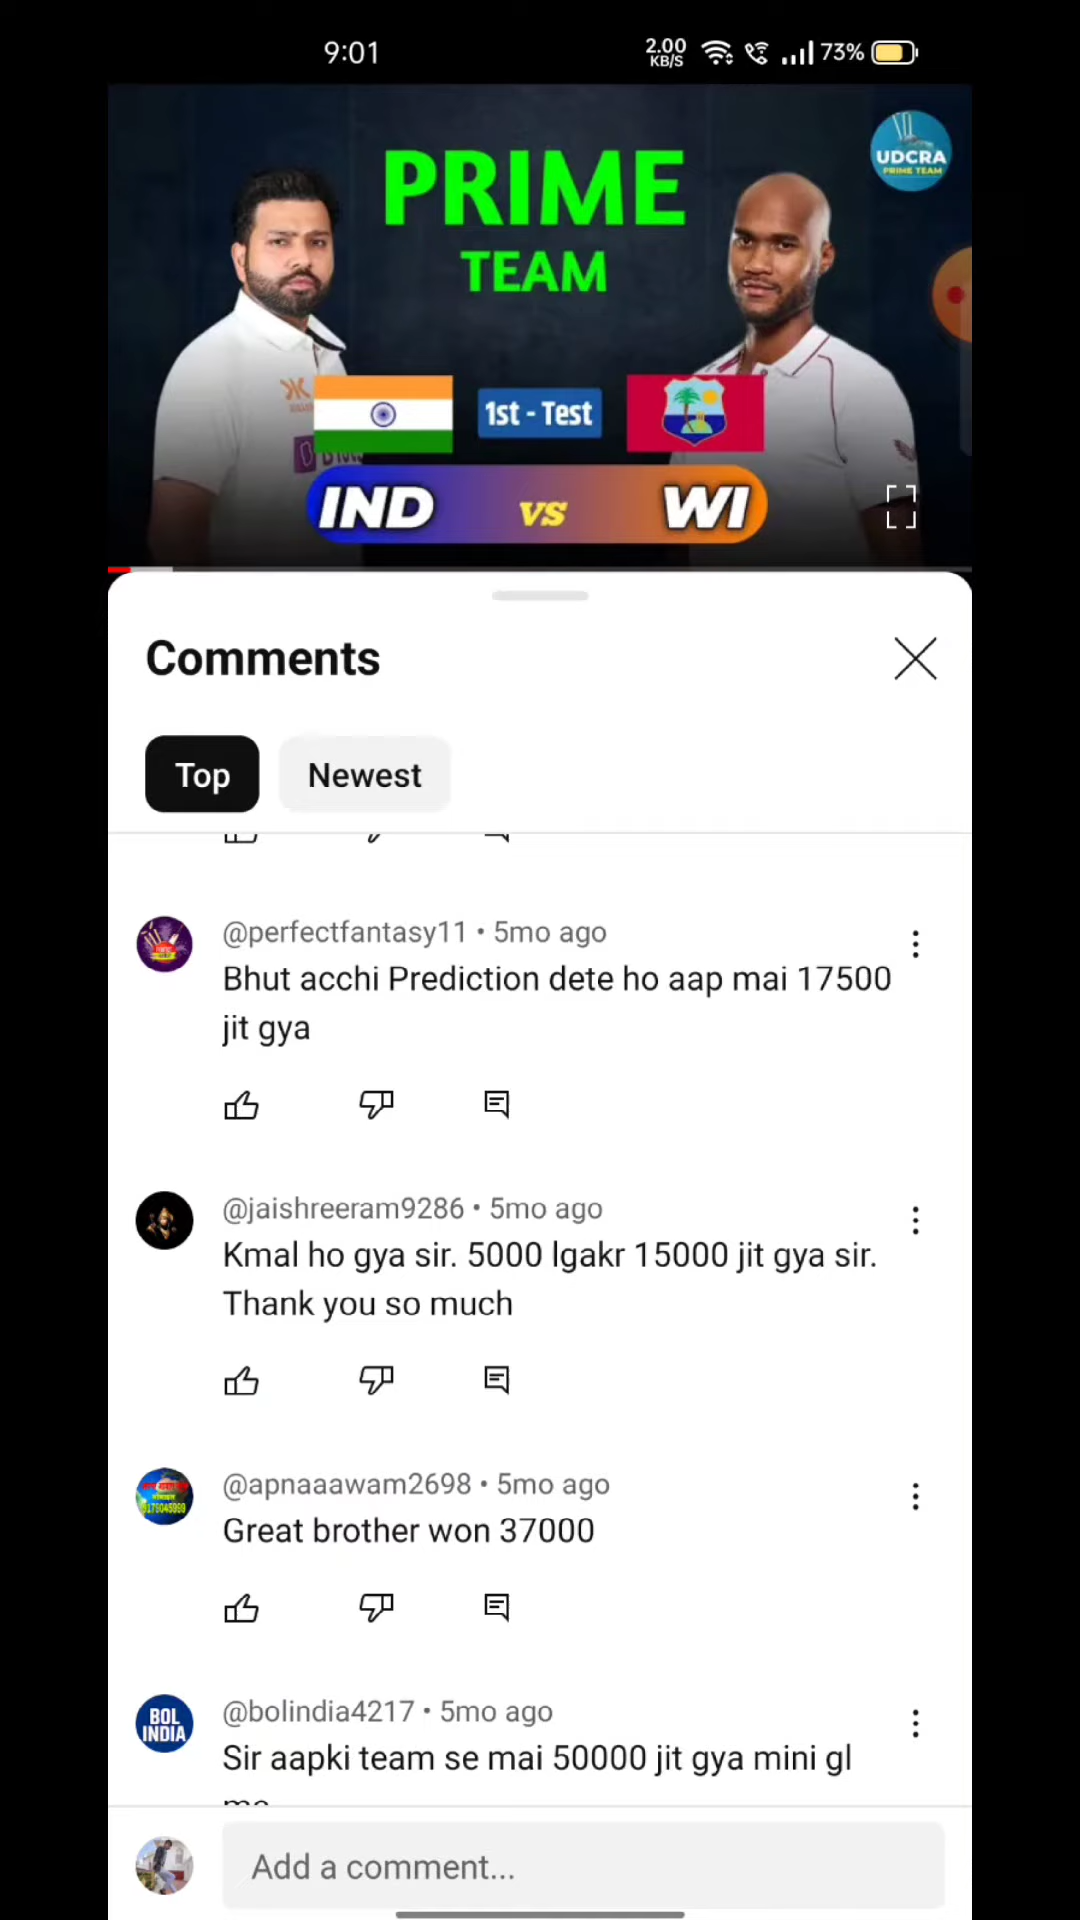 9:01
2.00
KB/S
73%
UDCRA
PRIME TEAM
PRIME
TEAM
1st - Test
IND vs WI
Comments
Top
Newest
@perfectfantasy11 • 5mo ago
Bhut acchi Prediction dete ho aap mai 17500
jit gya
@jaishreeram9286 • 5mo ago
Kmal ho gya sir. 5000 lgakr 15000 jit gya sir.
Thank you so much
@apnaaawam2698 • 5mo ago
Great brother won 37000
BOL
INDIA
@bolindia4217 • 5mo ago
Sir aapki team se mai 50000 jit gya mini gl
Add a comment...